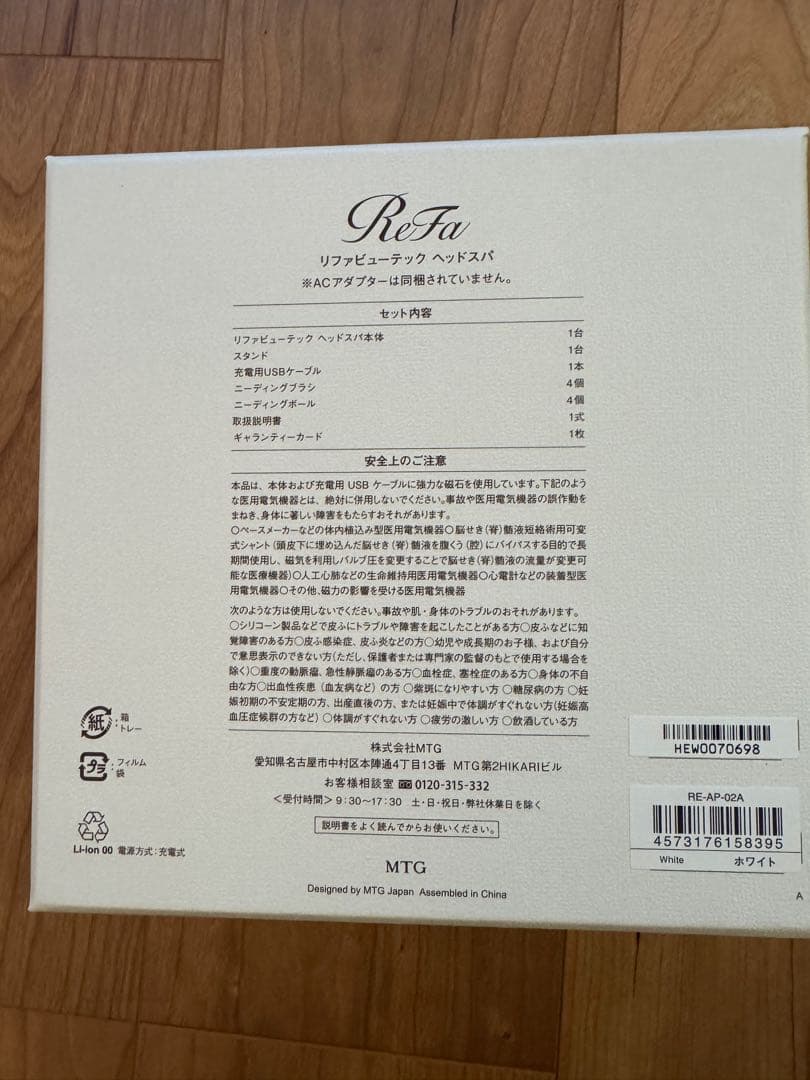 ReFa
リファビューテック ヘッドスパ
※ACアダプターは同梱されていません。
セット内容
リファビューテック ヘッドスパ本体 1台
スタンド 1台
充電用USBケーブル 1本
ニーディングブラシ 4個
ニーディングボール 4個
取扱説明書 1式
ギャランティーカード 1枚
安全上のご注意
本品は、本体および充電用 USB ケーブルに強力な磁石を使用しています。下記のよう
な医用電気機器とは、絶対に併用しないでください。事故や医用電気機器の誤作動を
まねき、身体に著しい障害をもたらすおそれがあります。
○ペースメーカーなどの体内植込み型医用電気機器○脳せき(脊)髄液短絡術用可変
式シャント(頭皮下に埋め込んだ脳せき(脊)髄液を腹くう(腔)にバイパスする目的で長
期間使用し、磁気を利用しバルブ圧を変更することで脳せき(脊)髄液の流量が変更可
能な医療機器)○人工心肺などの生命維持用医用電気機器○心電計などの装着型医
用電気機器○その他、磁力の影響を受ける医用電気機器
次のような方は使用しないでください。事故や肌・身体のトラブルのおそれがあります。
○シリコーン製品などで皮ふにトラブルや障害を起こしたことがある方○皮ふなどに知
覚障害のある方○皮ふ感染症、皮ふ炎などの方○幼児や成長期のお子様、および自分
で意思表示のできない方(ただし、保護者または専門家の監督のもとで使用する場合を
除く)○重度の動脈瘤、急性静脈瘤のある方○血栓症、塞栓症のある方○身体の不自
由な方○出血性疾患(血友病など)の方 ○紫斑になりやすい方 ○糖尿病の方 ○妊
娠初期の不安定期の方、出産直後の方、または妊娠中で体調がすぐれない方(妊娠高
血圧症候群の方など) ○体調がすぐれない方 ○疲労の激しい方 ○飲酒している方
株式会社MTG
愛知県名古屋市中村区本陣通4丁目13番 MTG第2HIKARIビル
お客様相談室 0120-315-332
＜受付時間＞9:30～17:30 土・日・祝日・弊社休業日を除く
説明書をよく読んでからお使いください。
MTG
Designed by MTG Japan Assembled in China
紙 :箱
トレー
プラ :フィルム
袋
Li-ion 00 電源方式:充電式
HEW0070698
RE-AP-02A
4573176158395
White ホワイト
A